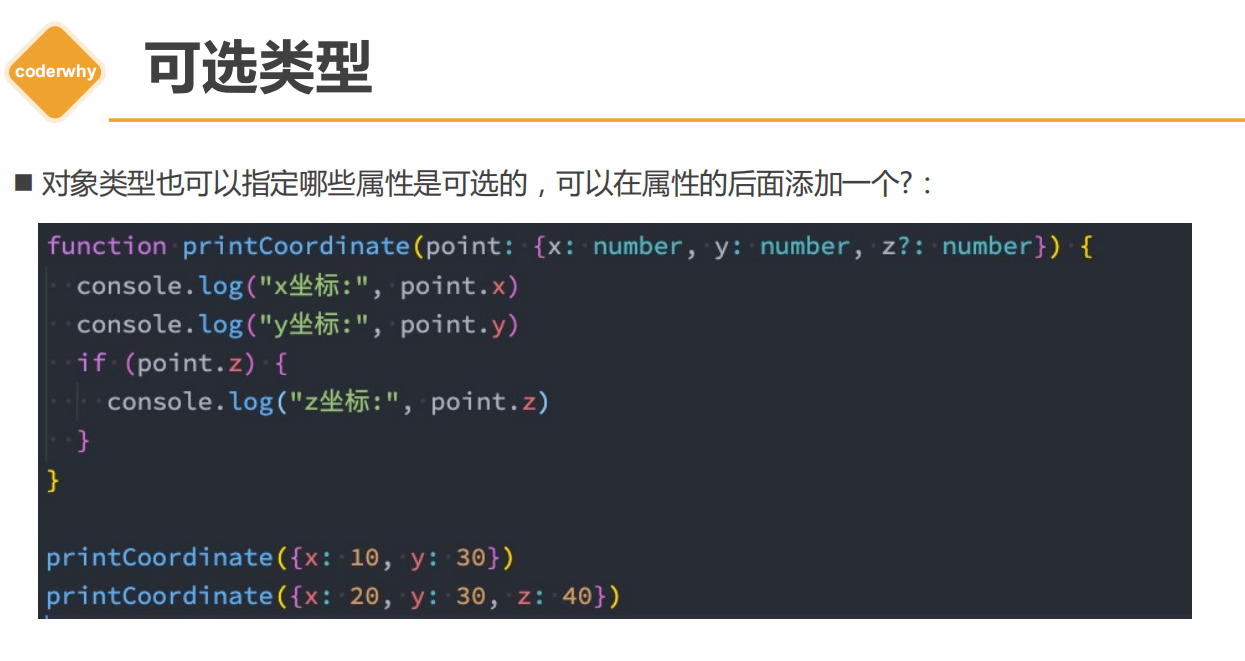 coderwhy
可选类型
■ 对象类型也可以指定哪些属性是可选的，可以在属性的后面添加一个?：
function printCoordinate(point: {x: number, y: number, z?: number}) {
  console.log("x坐标:", point.x)
  console.log("y坐标:", point.y)
  if (point.z) {
    console.log("z坐标:", point.z)
  }
}
printCoordinate({x: 10, y: 30})
printCoordinate({x: 20, y: 30, z: 40})